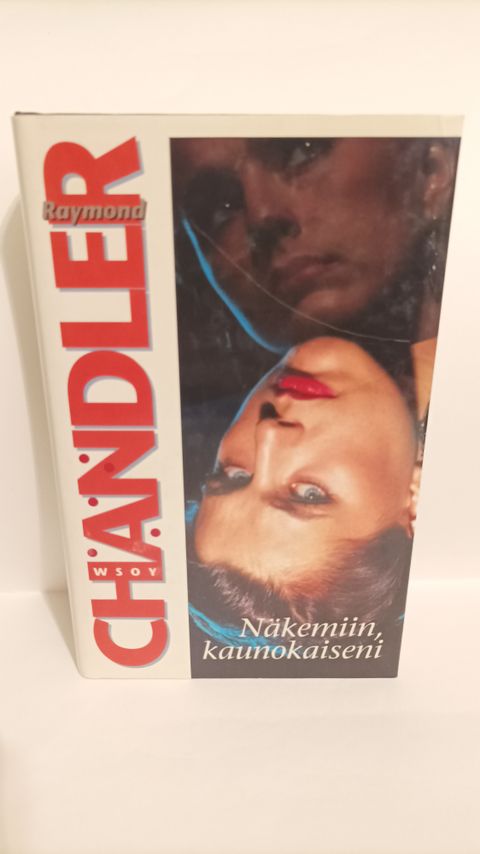 Raymond
CHANDLER
WSOY
Näkemiin,
kaunokaiseni